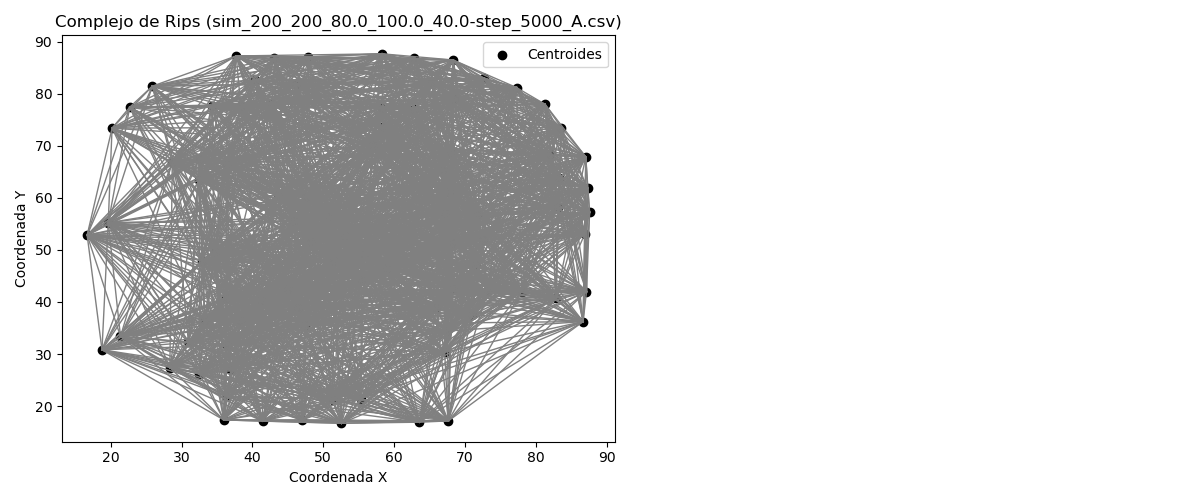 Complejo de Rips (sim_200_200_80.0_100.0_40.0-step_5000_A.csv)
Centroides
Coordenada Y
90
80
70
60
50
40
30
20
20 30 40 50 60 70 80 90
Coordenada X